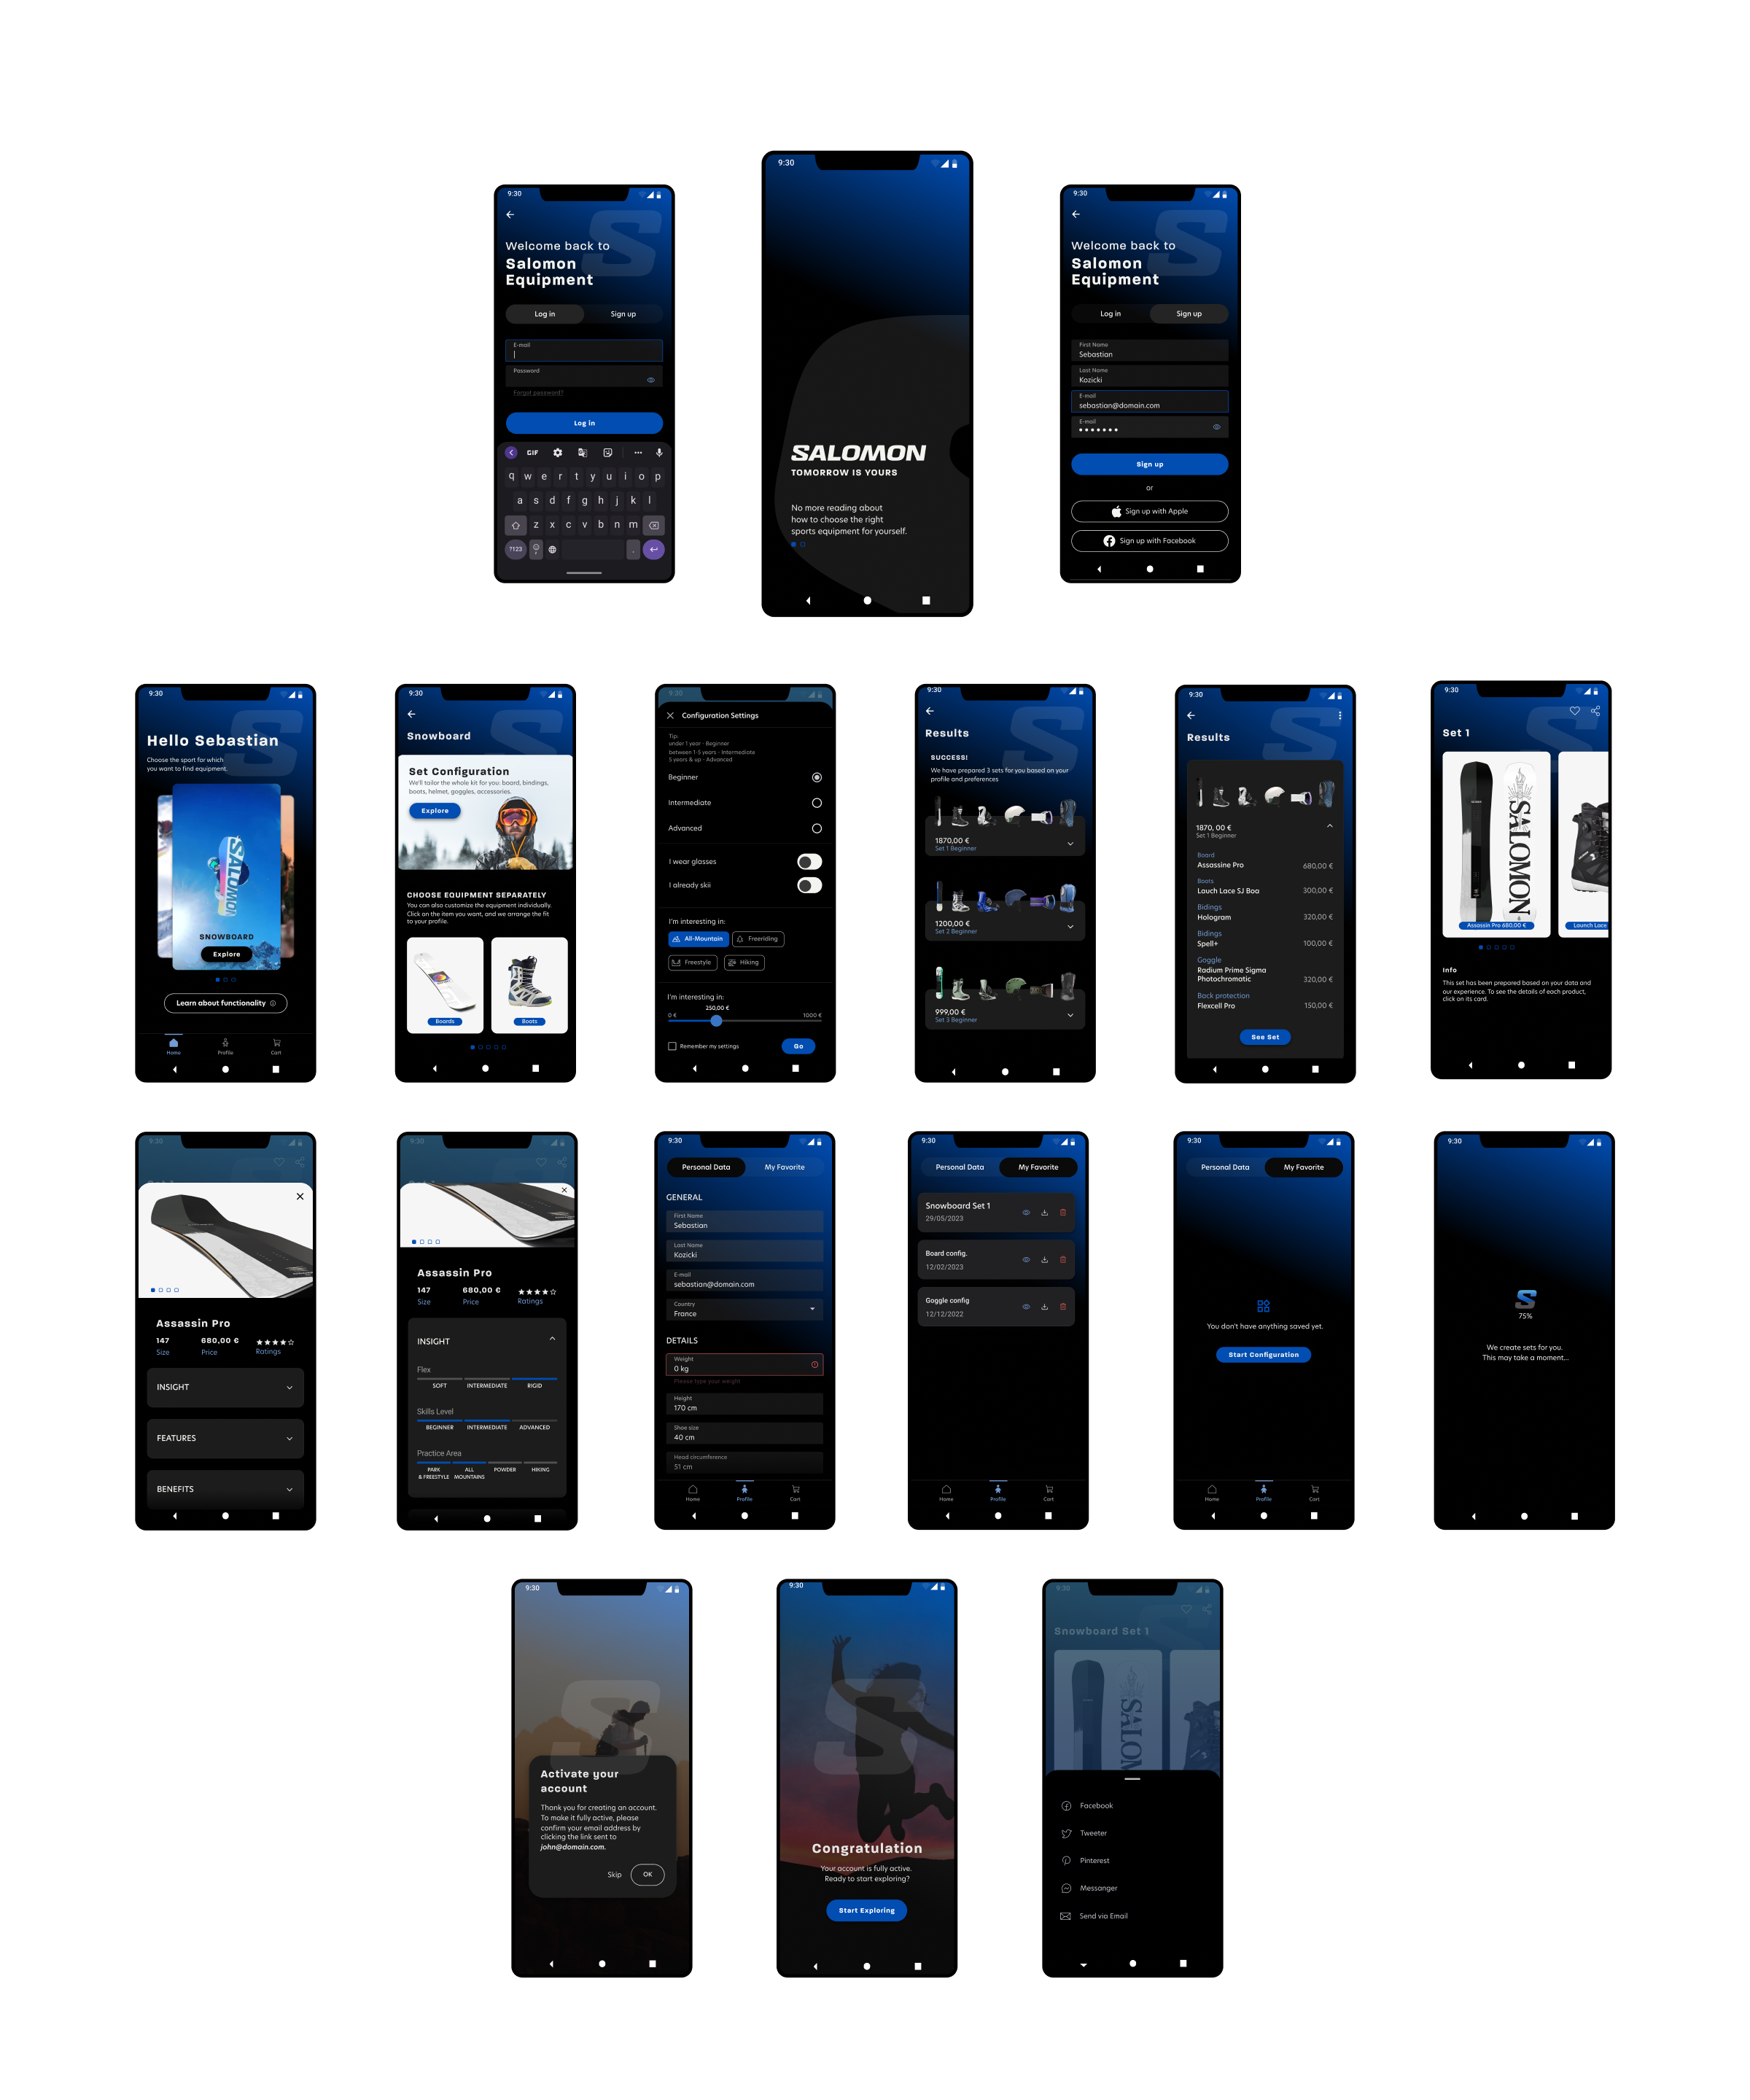 9:30
Welcome back to
Salomon
Equipment
Log in
Sign up
E-mail
Password
Forgot password?
Log in
GIF
q w e r t y u i o p
a s d f g h j k l
z x c v b n m
?123
.
9:30
SALOMON
TOMORROW IS YOURS
No more reading about
how to choose the right
sports equipment for yourself.
9:30
Welcome back to
Salomon
Equipment
Log in
Sign up
First Name
Sebastian
Last Name
Kozicki
E-mail
sebastian@domain.com
E-mail
Sign up
or
Sign up with Apple
Sign up with Facebook
9:30
Hello Sebastian
Choose the sport for which
you want to find equipment.
SALOMON
SNOWBOARD
Explore
Learn about functionality
Home
Profile
Cart
9:30
Snowboard
Set Configuration
We'll tailor the whole kit for you: board, bindings,
boots, helmet, goggles, accessories.
Explore
CHOOSE EQUIPMENT SEPARATELY
You can also customize the equipment individually.
Click on the item you want, and we arrange the fit
to your profile.
Boards
Boots
9:30
Configuration Settings
Tip:
under 1 year - Beginner
between 1-5 years - Intermediate
5 years & up - Advanced
Beginner
Intermediate
Advanced
I wear glasses
I already skii
I'm interesting in:
All-Mountain
Freeriding
Freestyle
Hiking
I'm interesting in:
250,00 €
0 €
1000 €
Remember my settings
Go
9:30
Results
SUCCESS!
We have prepared 3 sets for you based on your
profile and preferences
1870,00 €
Set 1 Beginner
1200,00 €
Set 2 Beginner
999,00 €
Set 3 Beginner
9:30
Results
1870, 00 €
Set 1 Beginner
Board
Assassine Pro 680,00 €
Boots
Lauch Lace SJ Boa 300,00 €
Bidings
Hologram 320,00 €
Bidings
Spell+ 100,00 €
Goggle
Radium Prime Sigma
Photochromatic 320,00 €
Back protection
Flexcell Pro 150,00 €
See Set
9:30
Set 1
SALOMON
Assassin Pro 680,00 €
Launch Lace
Info
This set has been prepared based on your data and
our experience. To see the details of each product,
click on its card.
9:30
Assassin Pro
147
Size
680,00 €
Price
Ratings
INSIGHT
FEATURES
BENEFITS
9:30
Assassin Pro
147
Size
680,00 €
Price
Ratings
INSIGHT
Flex
SOFT INTERMEDIATE RIGID
Skills Level
BEGINNER INTERMEDIATE ADVANCED
Practice Area
PARK
& FREESTYLE
ALL
MOUNTAINS
POWDER
HIKING
9:30
Personal Data
My Favorite
GENERAL
First Name
Sebastian
Last Name
Kozicki
E-mail
sebastian@domain.com
Country
France
DETAILS
Weight
0 kg
Please type your weight
Height
170 cm
Shoe size
40 cm
Head circumference
51 cm
Home
Profile
Cart
9:30
Personal Data
My Favorite
Snowboard Set 1
29/05/2023
Board config.
12/02/2023
Goggle config
12/12/2022
Home
Profile
Cart
9:30
Personal Data
My Favorite
You don't have anything saved yet.
Start Configuration
Home
Profile
Cart
9:30
75%
We create sets for you.
This may take a moment...
9:30
Activate your
account
Thank you for creating an account.
To make it fully active, please
confirm your email address by
clicking the link sent to
john@domain.com.
Skip
OK
9:30
Congratulation
Your account is fully active.
Ready to start exploring?
Start Exploring
9:30
Snowboard Set 1
SALOMON
Facebook
Tweeter
Pinterest
Messanger
Send via Email